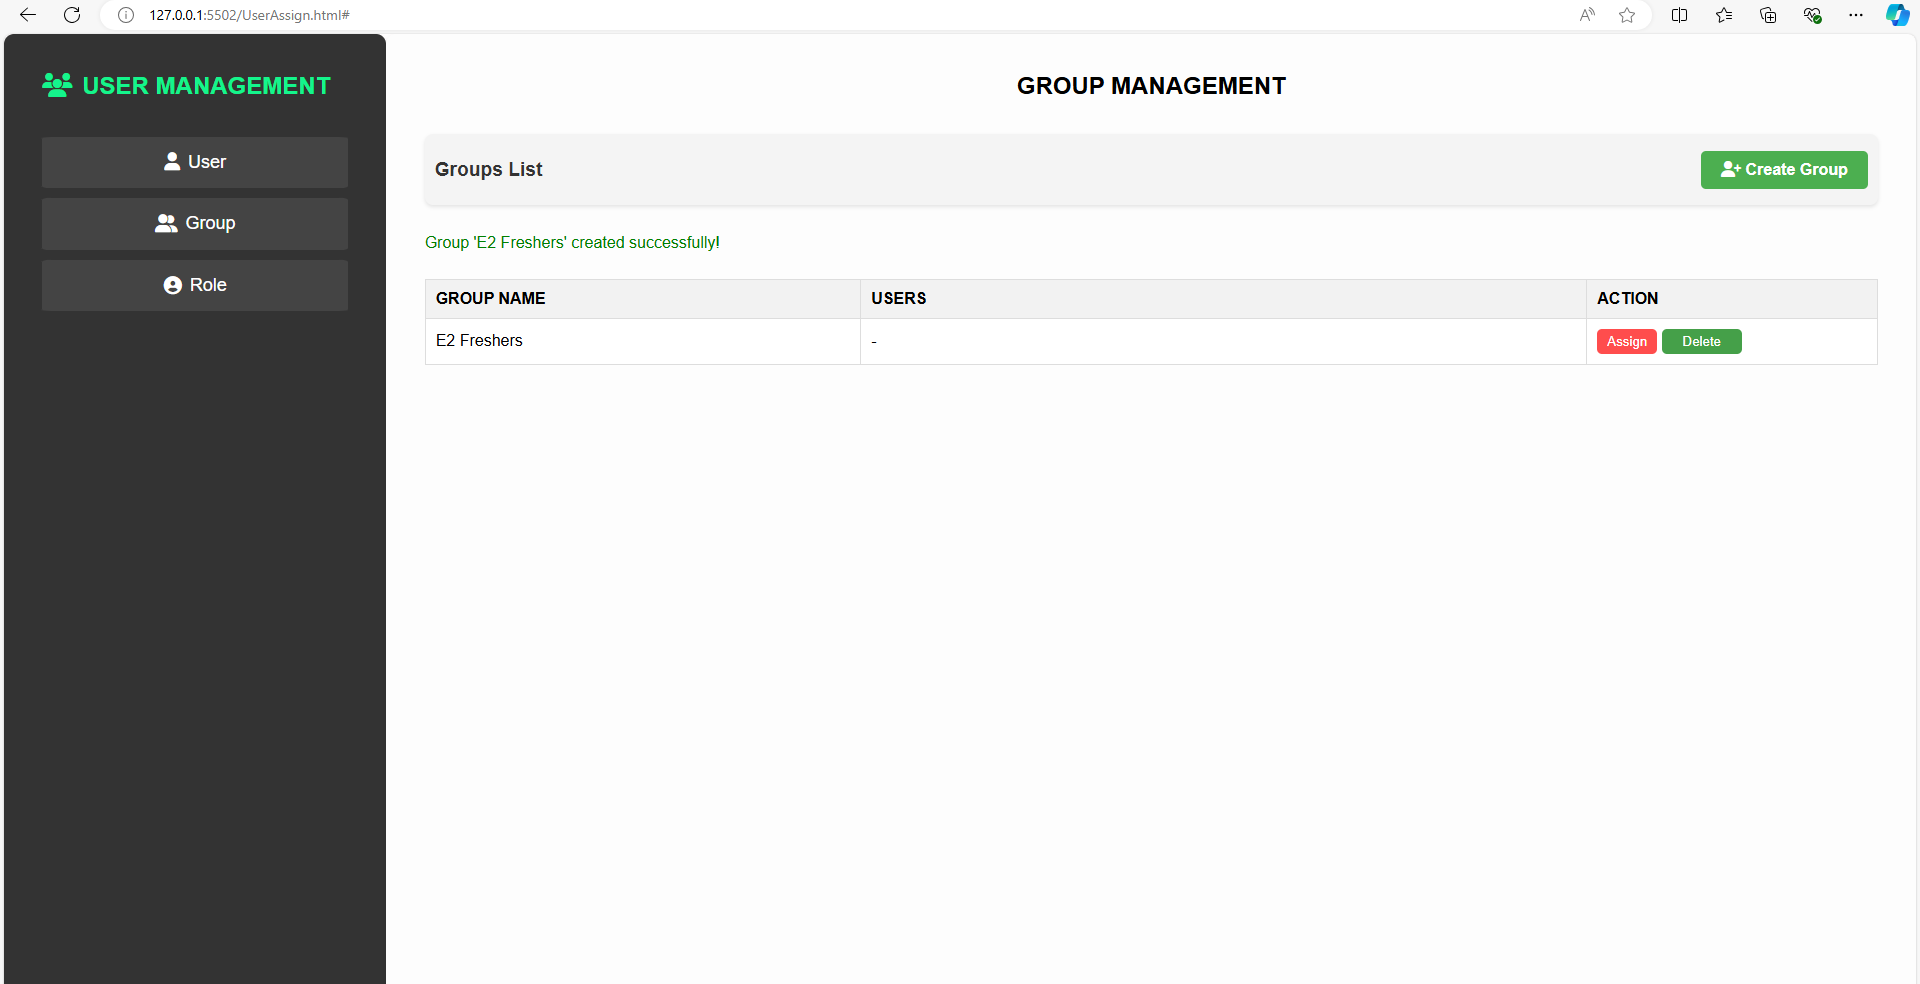 127.0.0.1:5502/UserAssign.html#
USER MANAGEMENT
User
Group
Role
GROUP MANAGEMENT
Groups List
Create Group
Group 'E2 Freshers' created successfully!
GROUP NAME USERS ACTION
E2 Freshers - Assign Delete